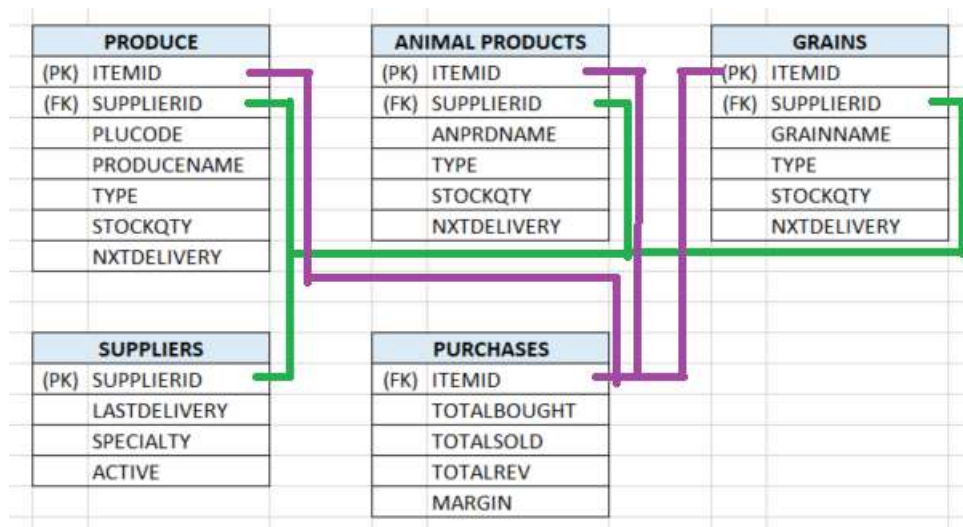 PRODUCE
(PK) ITEMID
(FK) SUPPLIERID
PLUCODE
PRODUCENAME
TYPE
STOCKQTY
NXTDELIVERY
ANIMAL PRODUCTS
(PK) ITEMID
(FK) SUPPLIERID
ANPRDNAME
TYPE
STOCKQTY
NXTDELIVERY
GRAINS
(PK) ITEMID
(FK) SUPPLIERID
GRAINNAME
TYPE
STOCKQTY
NXTDELIVERY
SUPPLIERS
(PK) SUPPLIERID
LASTDELIVERY
SPECIALTY
ACTIVE
PURCHASES
(FK) ITEMID
TOTALBOUGHT
TOTALSOLD
TOTALREV
MARGIN